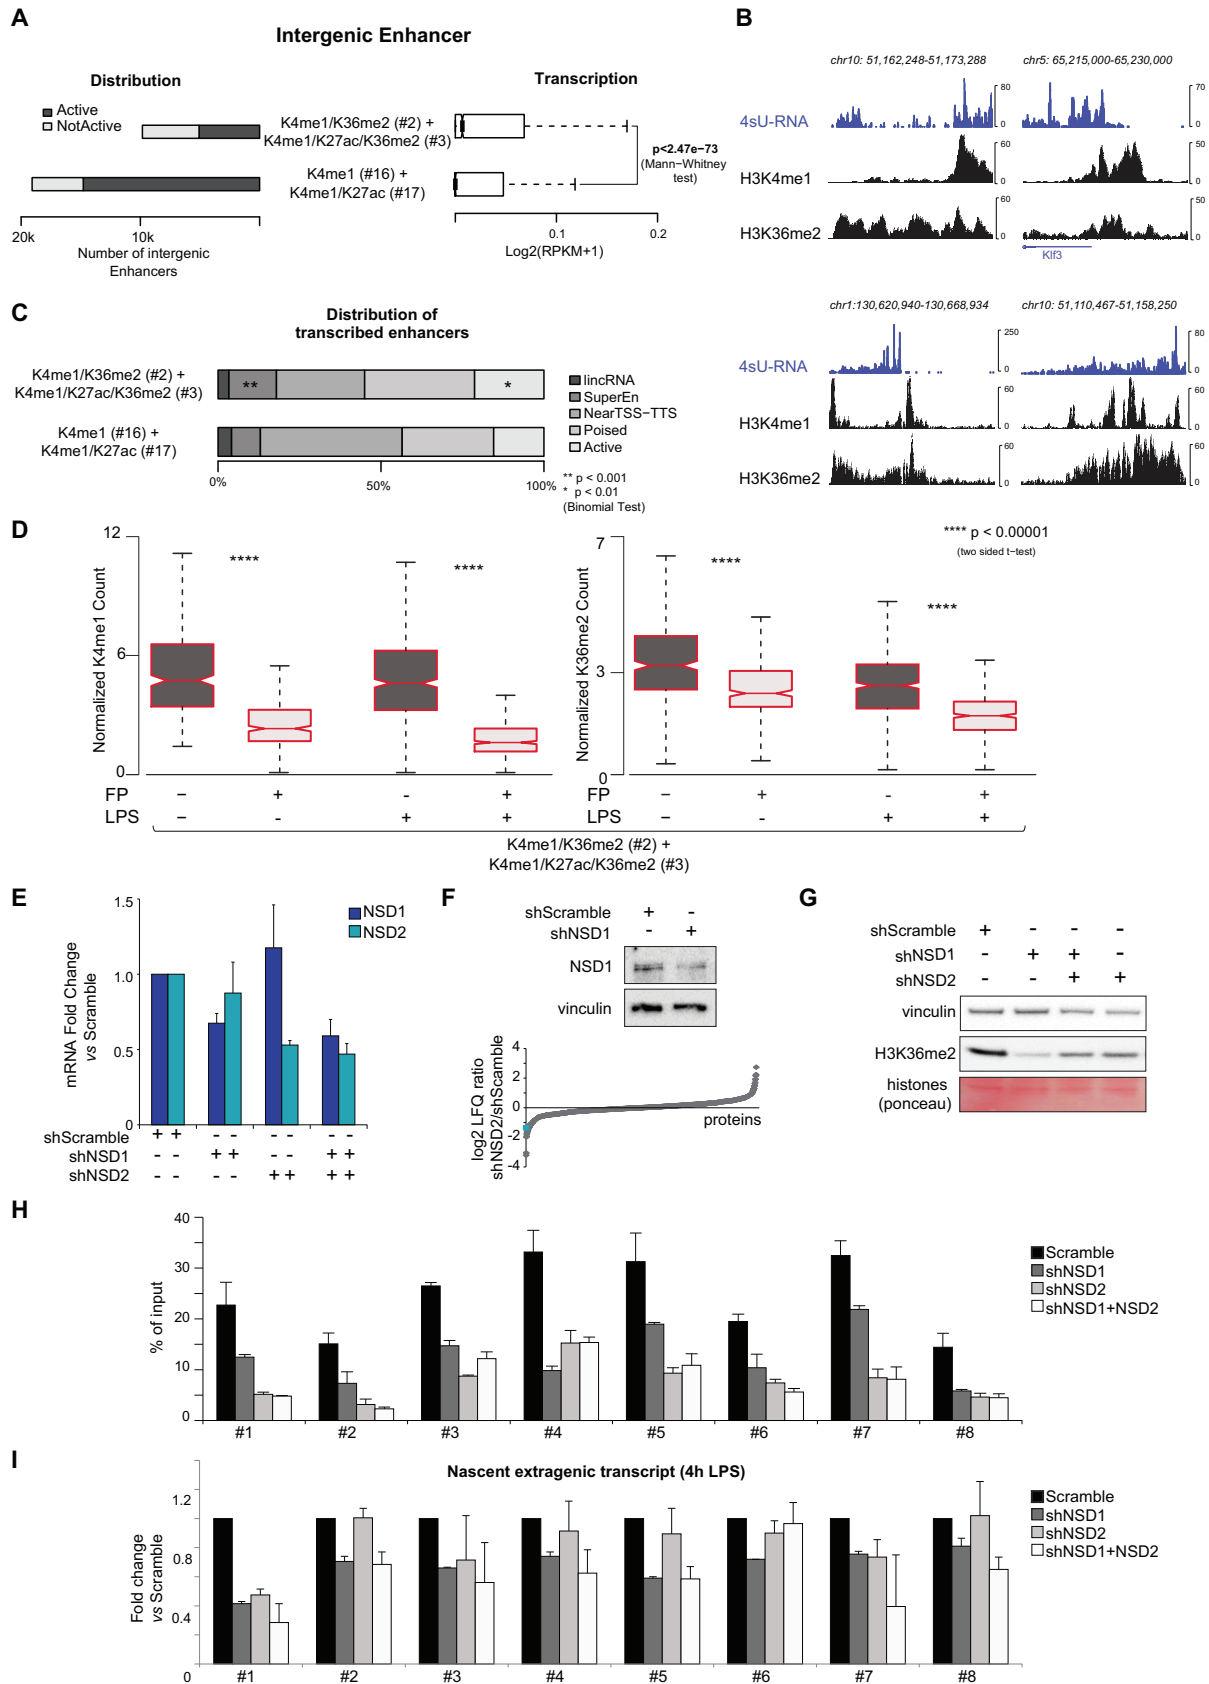 A
Intergenic Enhancer
Distribution
Transcription
Active
NotActive
K4me1/K36me2 (#2) +
K4me1/K27ac/K36me2 (#3)
K4me1 (#16) +
K4me1/K27ac (#17)
p<2.47e−73
(Mann−Whitney
test)
20k
10k
Number of intergenic
Enhancers
0.1
0.2
Log2(RPKM+1)
B
chr10: 51,162,248-51,173,288
chr5: 65,215,000-65,230,000
4sU-RNA
80
0
70
0
H3K4me1
60
0
50
0
H3K36me2
60
0
50
0
Klf3
chr1:130,620,940-130,668,934
chr10: 51,110,467-51,158,250
4sU-RNA
250
0
80
0
H3K4me1
60
0
60
0
H3K36me2
60
0
60
0
C
Distribution of
transcribed enhancers
K4me1/K36me2 (#2) +
K4me1/K27ac/K36me2 (#3)
**
*
K4me1 (#16) +
K4me1/K27ac (#17)
lincRNA
SuperEn
NearTSS−TTS
Poised
Active
0%
50%
100%
** p < 0.001
* p < 0.01
(Binomial Test)
D
12
6
0
Normalized K4me1 Count
****
****
7
3
0
Normalized K36me2 Count
****
****
**** p < 0.00001
(two sided t−test)
FP − + - + − + - +
LPS − - + + − - + +
K4me1/K36me2 (#2) +
K4me1/K27ac/K36me2 (#3)
E
1.5
1.0
0.5
0
mRNA Fold Change
vs Scramble
NSD1
NSD2
shScramble + + - - - - - -
shNSD1 - - + + - - + +
shNSD2 - - - - + + + +
F
shScramble + -
shNSD1 - +
NSD1
vinculin
4
2
0
-2
-4
log2 LFQ ratio
shNSD2/shScamble
proteins
G
shScramble + - - -
shNSD1 - + + -
shNSD2 - - + +
vinculin
H3K36me2
histones
(ponceau)
H
40
30
20
10
0
% of input
#1 #2 #3 #4 #5 #6 #7 #8
Scramble
shNSD1
shNSD2
shNSD1+NSD2
I
Nascent extragenic transcript (4h LPS)
1.2
0.8
0.4
0
Fold change
vs Scramble
#1 #2 #3 #4 #5 #6 #7 #8
Scramble
shNSD1
shNSD2
shNSD1+NSD2